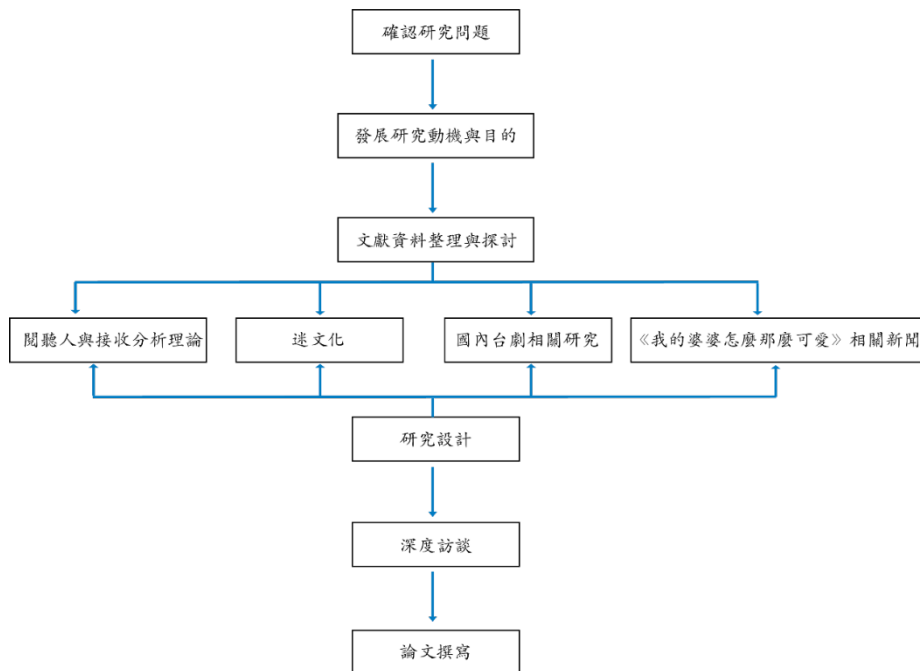 確認研究問題
發展研究動機與目的
文獻資料整理與探討
閱聽人與接收分析理論
迷文化
國內台劇相關研究
《我的婆婆怎麼那麼可愛》相關新聞
研究設計
深度訪談
論文撰寫